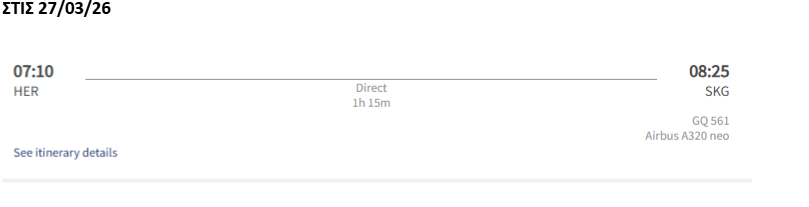 ΣΤΙΣ 27/03/26
07:10
08:25
HER
Direct
SKG
1h 15m
GQ 561
Airbus A320 neo
See itinerary details